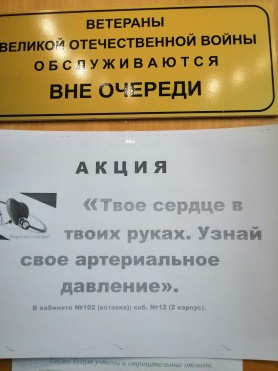 ВЕТЕРАНЫ
ВЕЛИКОЙ ОТЕЧЕСТВЕННОЙ ВОЙНЫ
ОБСЛУЖИВАЮТСЯ
ВНЕ ОЧЕРЕДИ
АКЦИЯ
«Твое сердце в
твоих руках. Узнай
свое артериальное
давление».
В кабинете №102 (вставка); каб. №12 (2 корпус).